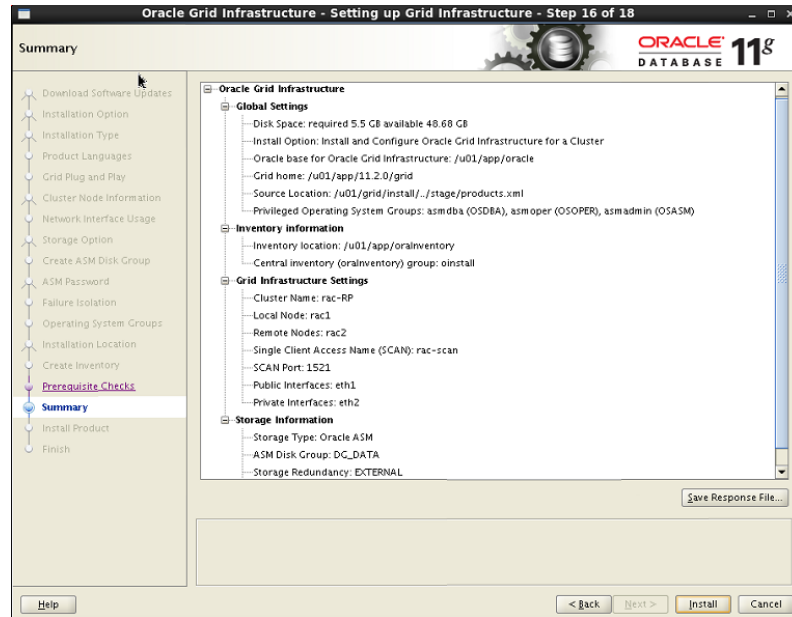 Oracle Grid Infrastructure - Setting up Grid Infrastructure - Step 16 of 18
Summary
ORACLE
DATABASE
11g
Download Software Updates
Installation Option
Installation Type
Product Languages
Grid Plug and Play
Cluster Node Information
Network Interface Usage
Storage Option
Create ASM Disk Group
ASM Password
Failure Isolation
Operating System Groups
Installation Location
Create Inventory
Prerequisite Checks
Summary
Install Product
Finish
Oracle Grid Infrastructure
Global Settings
Disk Space: required 5.5 GB available 48.68 GB
Install Option: Install and Configure Oracle Grid Infrastructure for a Cluster
Oracle base for Oracle Grid Infrastructure: /u01/app/oracle
Grid home: /u01/app/11.2.0/grid
Source Location: /u01/grid/install/../stage/products.xml
Privileged Operating System Groups: asmdba (OSDBA), asmoper (OSOPER), asmadmin (OSASM)
Inventory information
Inventory location: /u01/app/oraInventory
Central inventory (oraInventory) group: oinstall
Grid Infrastructure Settings
Cluster Name: rac-RP
Local Node: rac1
Remote Nodes: rac2
Single Client Access Name (SCAN): rac-scan
SCAN Port: 1521
Public Interfaces: eth1
Private Interfaces: eth2
Storage Information
Storage Type: Oracle ASM
ASM Disk Group: DG_DATA
Storage Redundancy: EXTERNAL
Save Response File...
Help
< Back
Next >
Install
Cancel